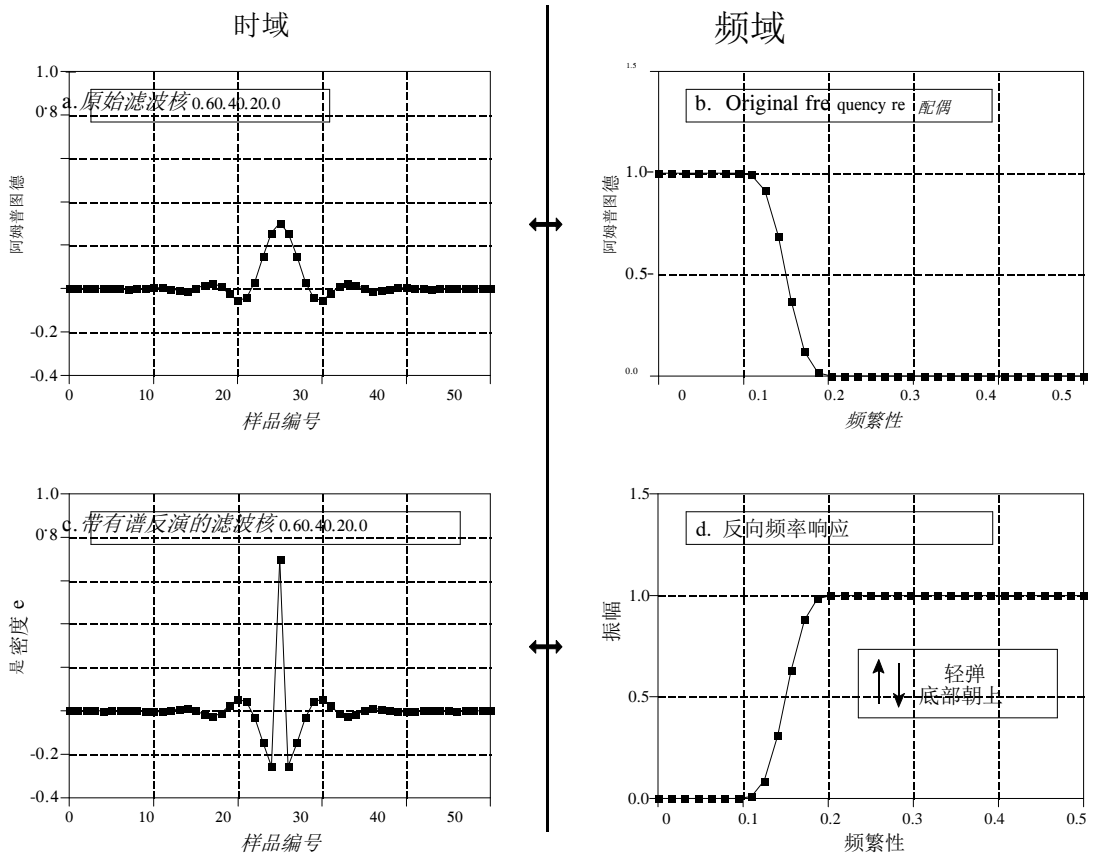 时域
频域
1.0
0.8
a. 原始滤波核 0.60.40.20.0
-0.2
-0.4
阿姆普图德
0 10 20 30 40 50
样品编号
1.5
b. Original fre quency re 配偶
1.0
0.5
0.0
阿姆普图德
0 0.1 0.2 0.3 0.4 0.5
频繁性
1.0
0.8
c. 带有谱反演的滤波核 0.60.40.20.0
-0.2
-0.4
是密度 e
0 10 20 30 40 50
样品编号
1.5
d. 反向频率响应
1.0
0.5
0.0
振幅
轻弹
底部朝上
0 0.1 0.2 0.3 0.4 0.5
频繁性